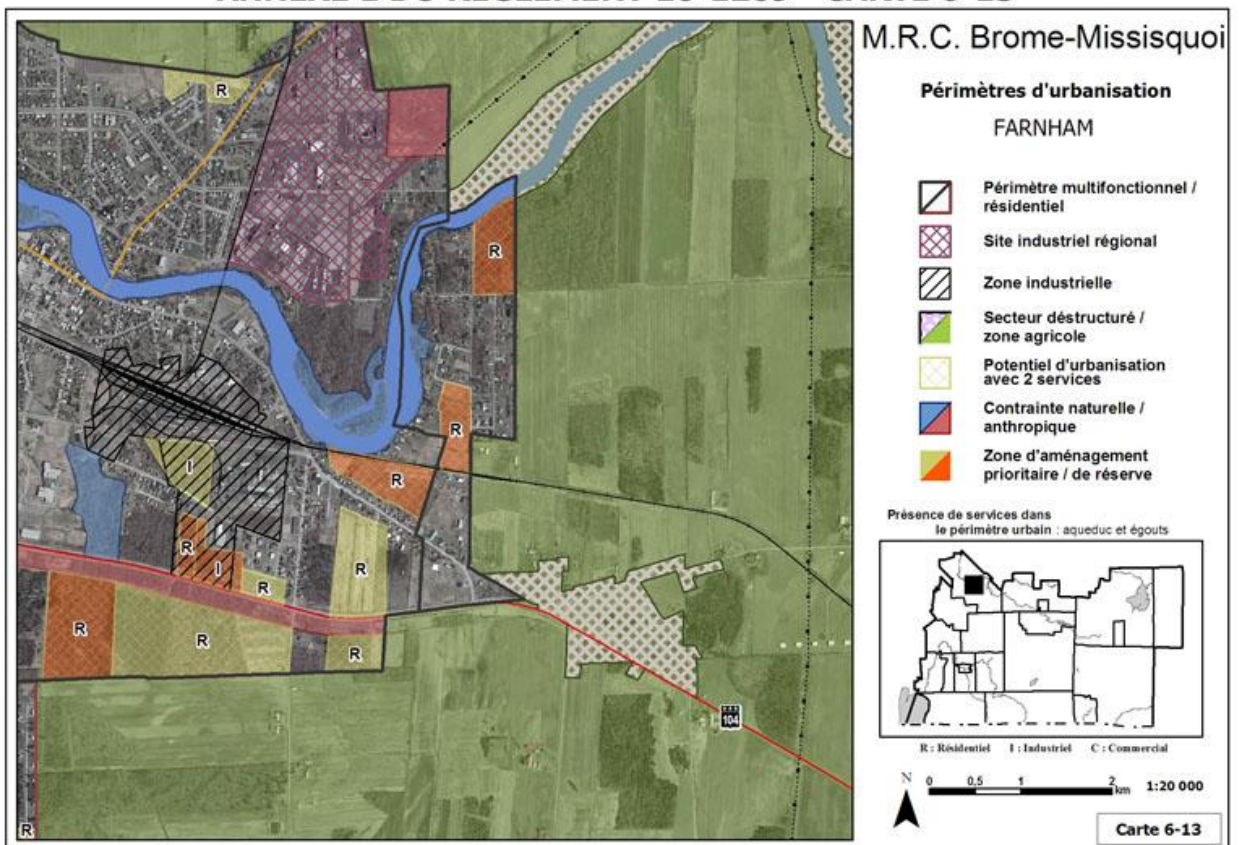 M.R.C. Brome-Missisquoi
Périmètres d'urbanisation
FARNHAM
Périmètre multifonctionnel /
résidentiel
Site industriel régional
Zone industrielle
Secteur déstructuré /
zone agricole
Potentiel d'urbanisation
avec 2 services
Contrainte naturelle /
anthropique
Zone d'aménagement
prioritaire / de réserve
Présence de services dans
le périmètre urbain : aqueduc et égouts
R : Résidentiel I : Industriel C : Commercial
N
0 0,5 1 2 km 1:20 000
Carte 6-13
R
R
R
R
I
R
I
R
R
R
R
R
104
R